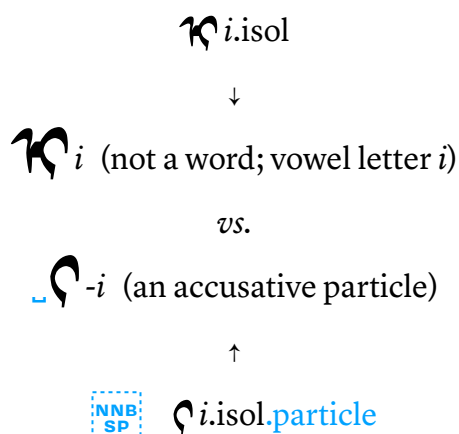 ᠢ i.isol
↓
ᠢ i (not a word; vowel letter i)
vs.
␣ᠢ -i (an accusative particle)
↑
NNB
SP ᠢ i.isol.particle